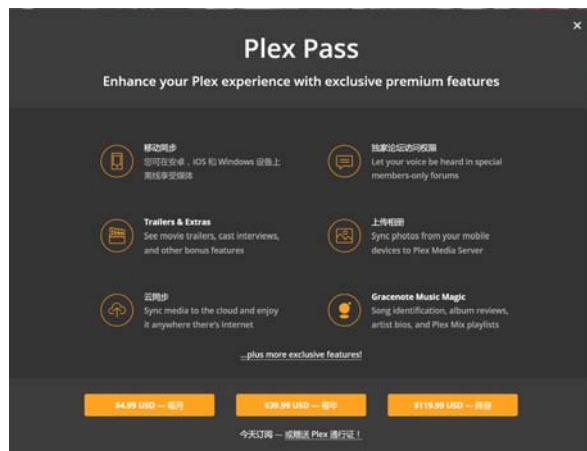 Plex Pass
Enhance your Plex experience with exclusive premium features
移动同步
您可在安卓，iOS 和 Windows 设备上
离线享受媒体
独家论坛访问权限
Let your voice be heard in special
members-only forums
Trailers & Extras
See movie trailers, cast interviews,
and other bonus features
上传相册
Sync photos from your mobile
devices to Plex Media Server
云同步
Sync media to the cloud and enjoy
it anywhere there's internet
Gracenote Music Magic
Song identification, album reviews,
artist bios, and Plex Mix playlists
...plus more exclusive features!
$4.99 USD — 每月
$39.99 USD — 每年
$119.99 USD — 终身
今天订阅 — 或赠送 Plex 通行证！